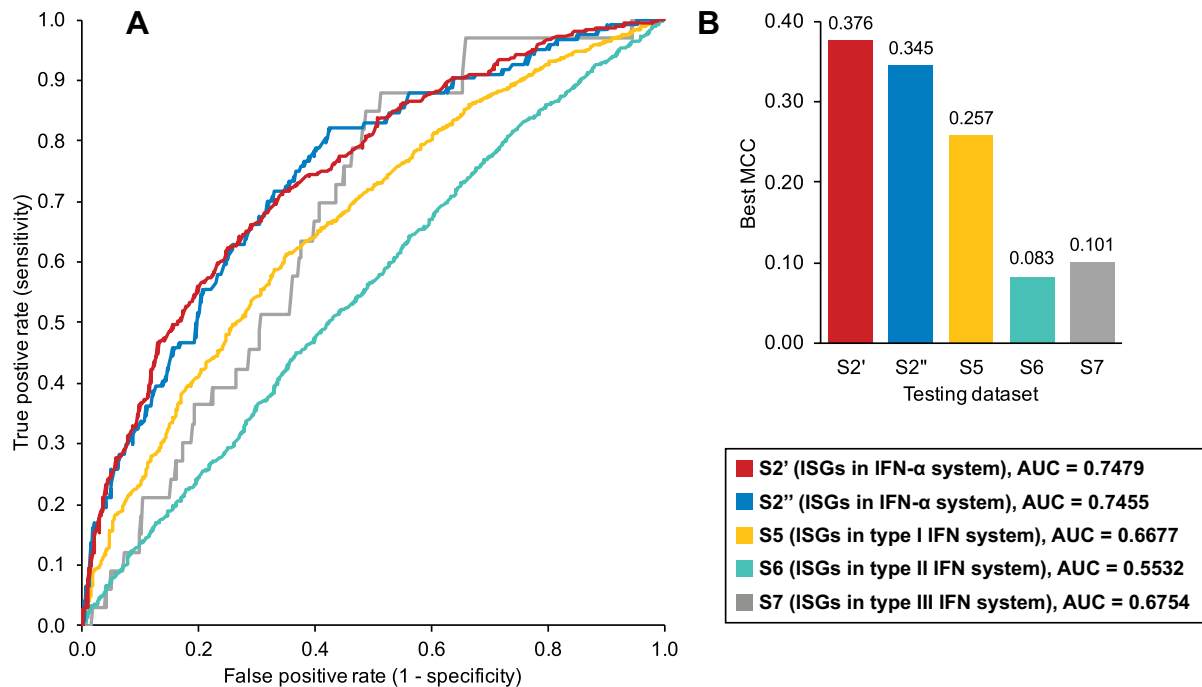 A
True positive rate (sensitivity)
1.0
0.9
0.8
0.7
0.6
0.5
0.4
0.3
0.2
0.1
0.0
0.0 0.2 0.4 0.6 0.8 1.0
False positive rate (1 - specificity)
B
Best MCC
0.40
0.30
0.20
0.10
0.00
0.376
0.345
0.257
0.083
0.101
S2' S2" S5 S6 S7
Testing dataset
S2' (ISGs in IFN-α system), AUC = 0.7479
S2'' (ISGs in IFN-α system), AUC = 0.7455
S5 (ISGs in type I IFN system), AUC = 0.6677
S6 (ISGs in type II IFN system), AUC = 0.5532
S7 (ISGs in type III IFN system), AUC = 0.6754